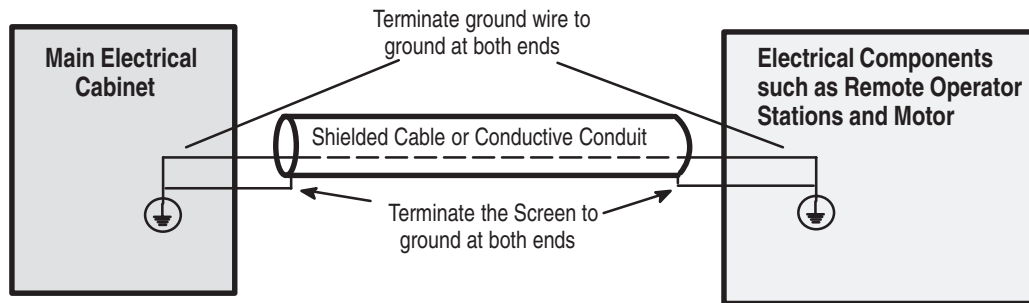 Terminate ground wire to
ground at both ends
Main Electrical
Cabinet
Electrical Components
such as Remote Operator
Stations and Motor
Shielded Cable or Conductive Conduit
Terminate the Screen to
ground at both ends